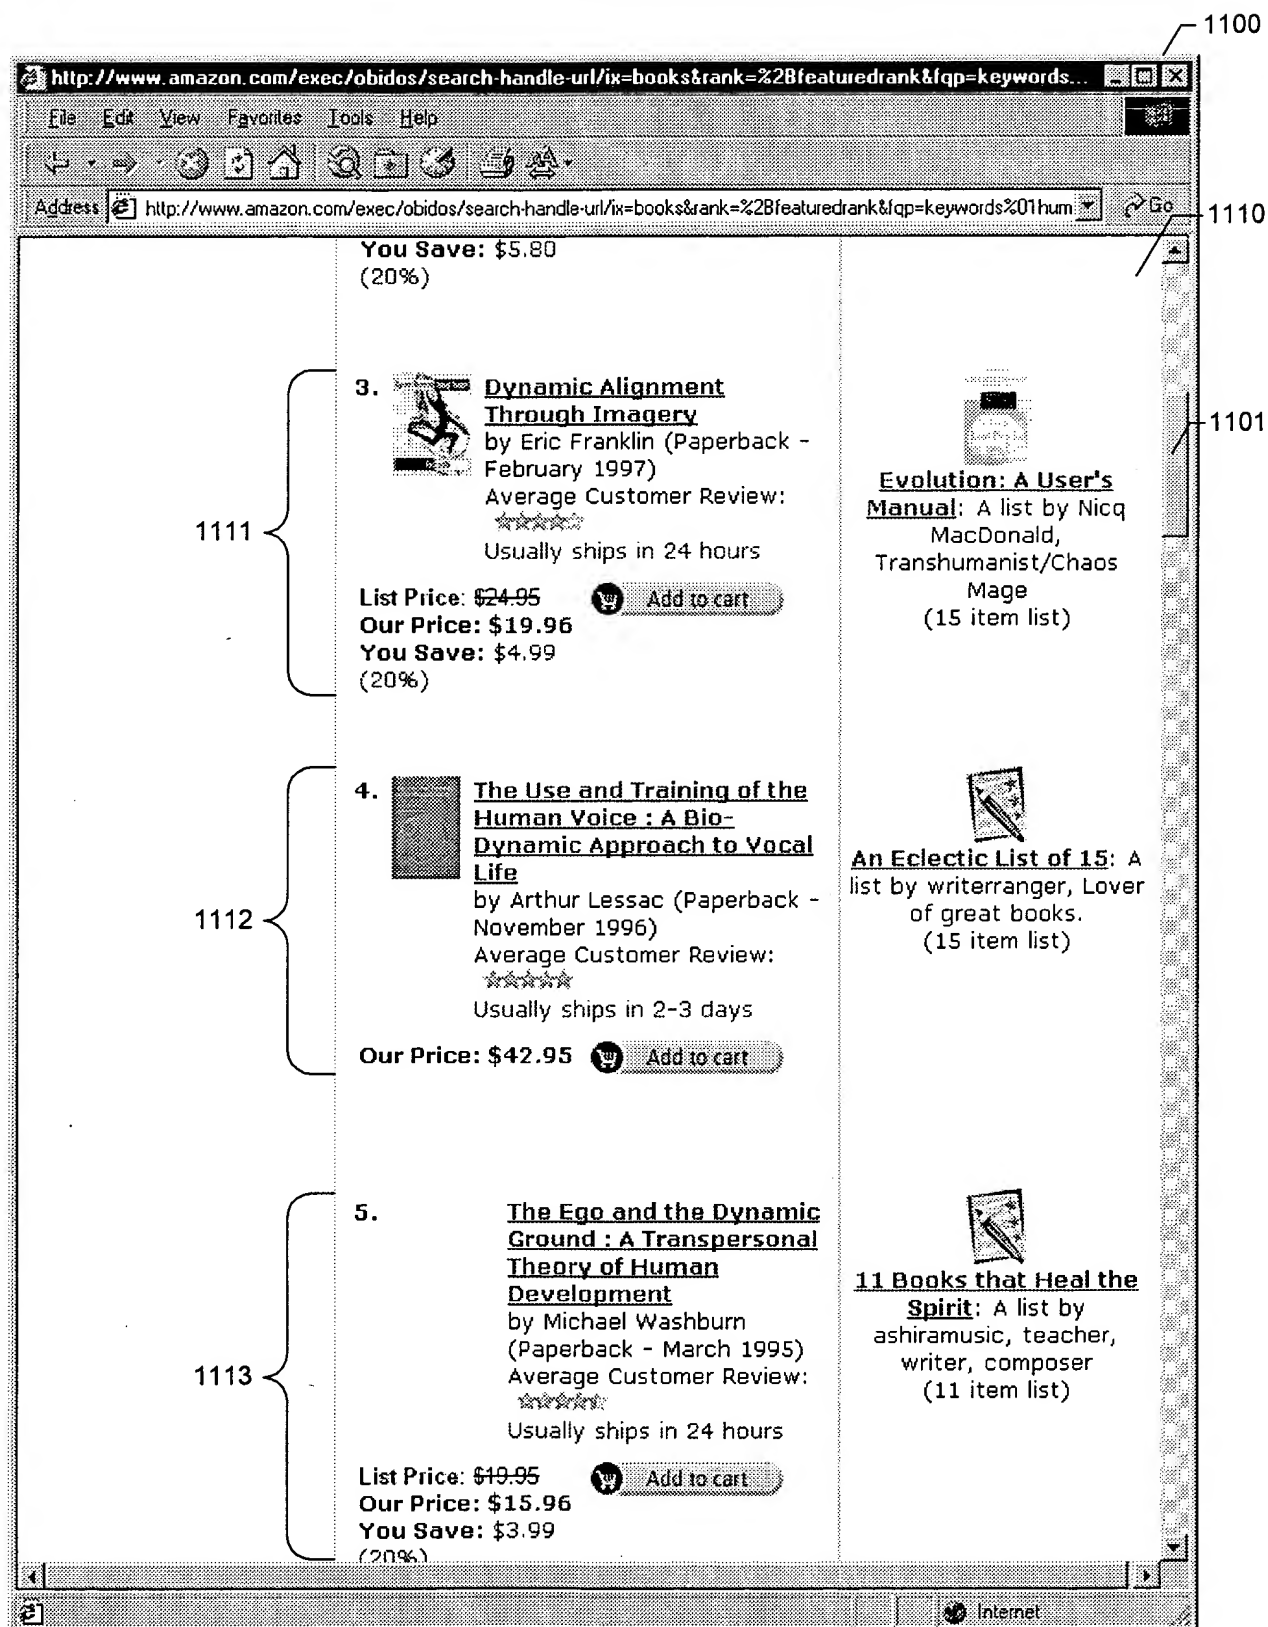 1100
http://www.amazon.com/exec/obidos/search-handle-url/ix=books&rank=%2Bfeaturedrank&fqp=keywords...
File Edit View Favorites Tools Help
Address http://www.amazon.com/exec/obidos/search-handle-url/ix=books&rank=%2Bfeaturedrank&fqp=keywords%01hum Go
1110
You Save: $5.80
(20%)
1101
1111
3. Dynamic Alignment
Through Imagery
by Eric Franklin (Paperback -
February 1997)
Average Customer Review:
Usually ships in 24 hours
List Price: $24.95 Add to cart
Our Price: $19.96
You Save: $4.99
(20%)
Evolution: A User's
Manual: A list by Nicq
MacDonald,
Transhumanist/Chaos
Mage
(15 item list)
1112
4. The Use and Training of the
Human Voice : A Bio-
Dynamic Approach to Vocal
Life
by Arthur Lessac (Paperback -
November 1996)
Average Customer Review:
Usually ships in 2-3 days
Our Price: $42.95 Add to cart
An Eclectic List of 15: A
list by writerranger, Lover
of great books.
(15 item list)
1113
5. The Ego and the Dynamic
Ground : A Transpersonal
Theory of Human
Development
by Michael Washburn
(Paperback - March 1995)
Average Customer Review:
Usually ships in 24 hours
List Price: $19.95 Add to cart
Our Price: $15.96
You Save: $3.99
(20%)
11 Books that Heal the
Spirit: A list by
ashiramusic, teacher,
writer, composer
(11 item list)
Internet